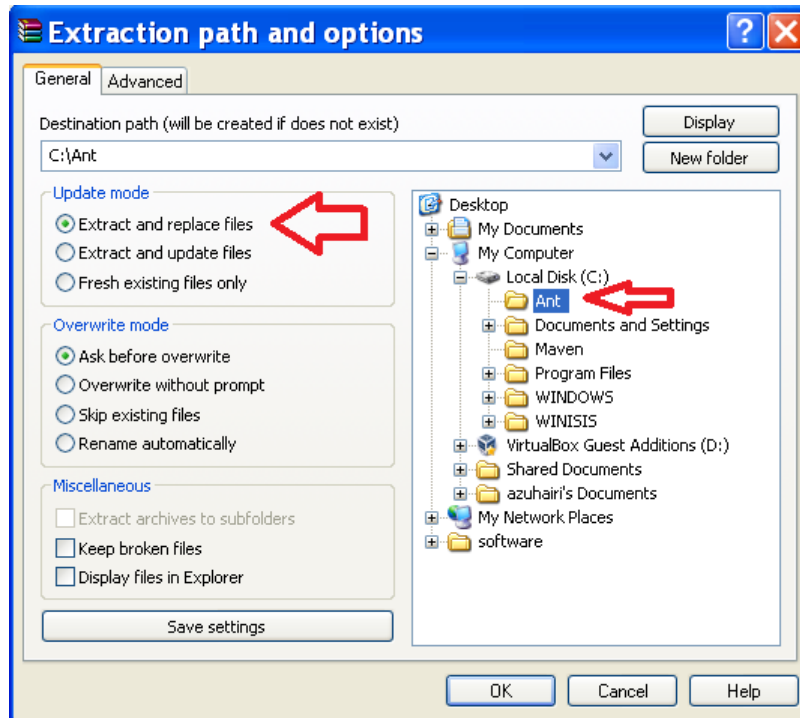 Extraction path and options
General
Advanced
Destination path (will be created if does not exist)
C:\Ant
Display
New folder
Update mode
Extract and replace files
Extract and update files
Fresh existing files only
Overwrite mode
Ask before overwrite
Overwrite without prompt
Skip existing files
Rename automatically
Miscellaneous
Extract archives to subfolders
Keep broken files
Display files in Explorer
Save settings
Desktop
My Documents
My Computer
Local Disk (C:)
Ant
Documents and Settings
Maven
Program Files
WINDOWS
WINISIS
VirtualBox Guest Additions (D:)
Shared Documents
azuhairi's Documents
My Network Places
software
OK
Cancel
Help